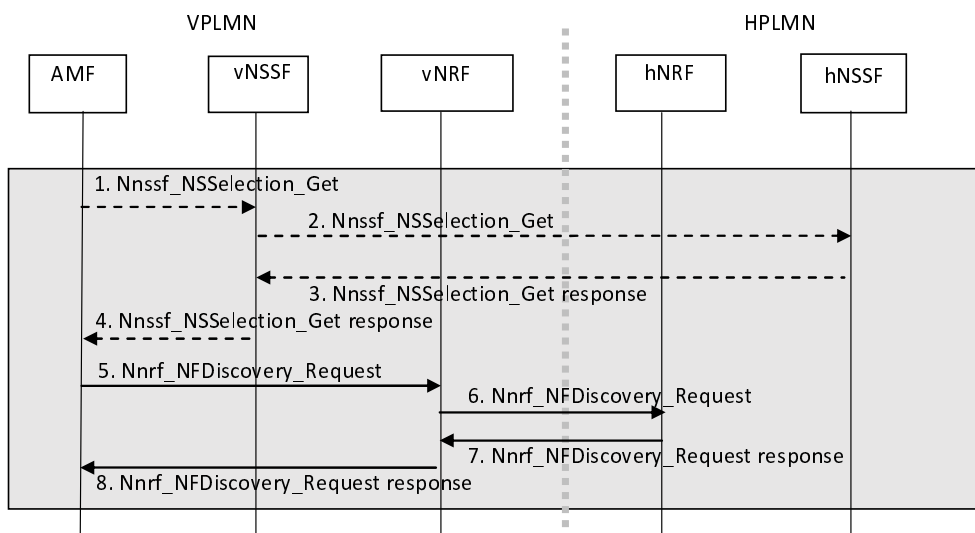 VPLMN
HPLMN
AMF
vNSSF
vNRF
hNRF
hNSSF
1. Nnssf_NSSelection_Get
2. Nnssf_NSSelection_Get
3. Nnssf_NSSelection_Get response
4. Nnssf_NSSelection_Get response
5. Nnrf_NFDiscovery_Request
6. Nnrf_NFDiscovery_Request
7. Nnrf_NFDiscovery_Request response
8. Nnrf_NFDiscovery_Request response